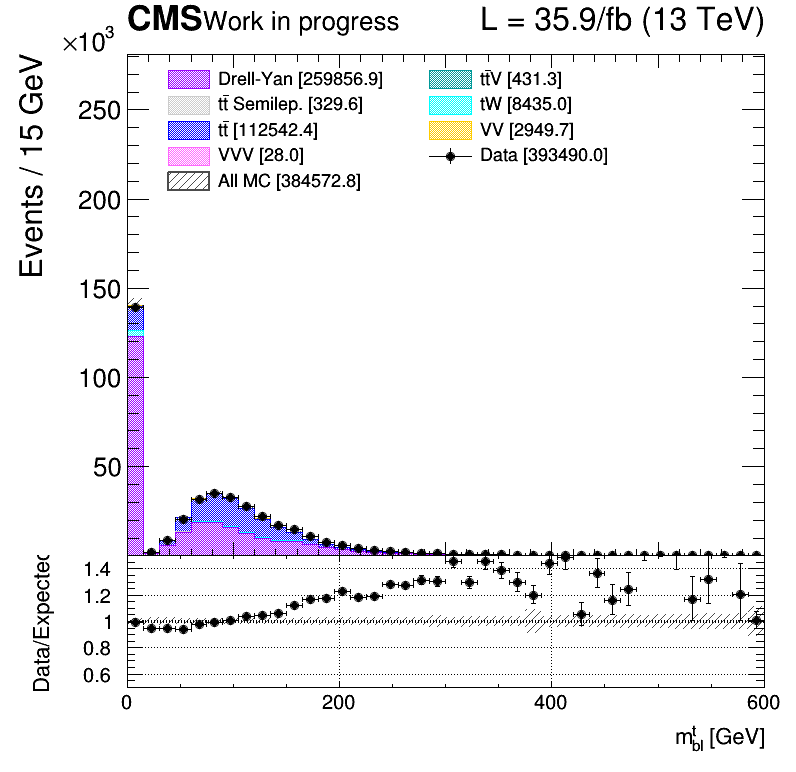 CMS Work in progress L = 35.9/fb (13 TeV)
×10³
Events / 15 GeV
Drell-Yan [259856.9]
tt̄ Semilep. [329.6]
tt̄ [112542.4]
VVV [28.0]
All MC [384572.8]
tt̄V [431.3]
tW [8435.0]
VV [2949.7]
Data [393490.0]
250
200
150
100
50
Data/Expected
1.4
1.2
1
0.8
0.6
0 200 400 600
m^t_bl [GeV]